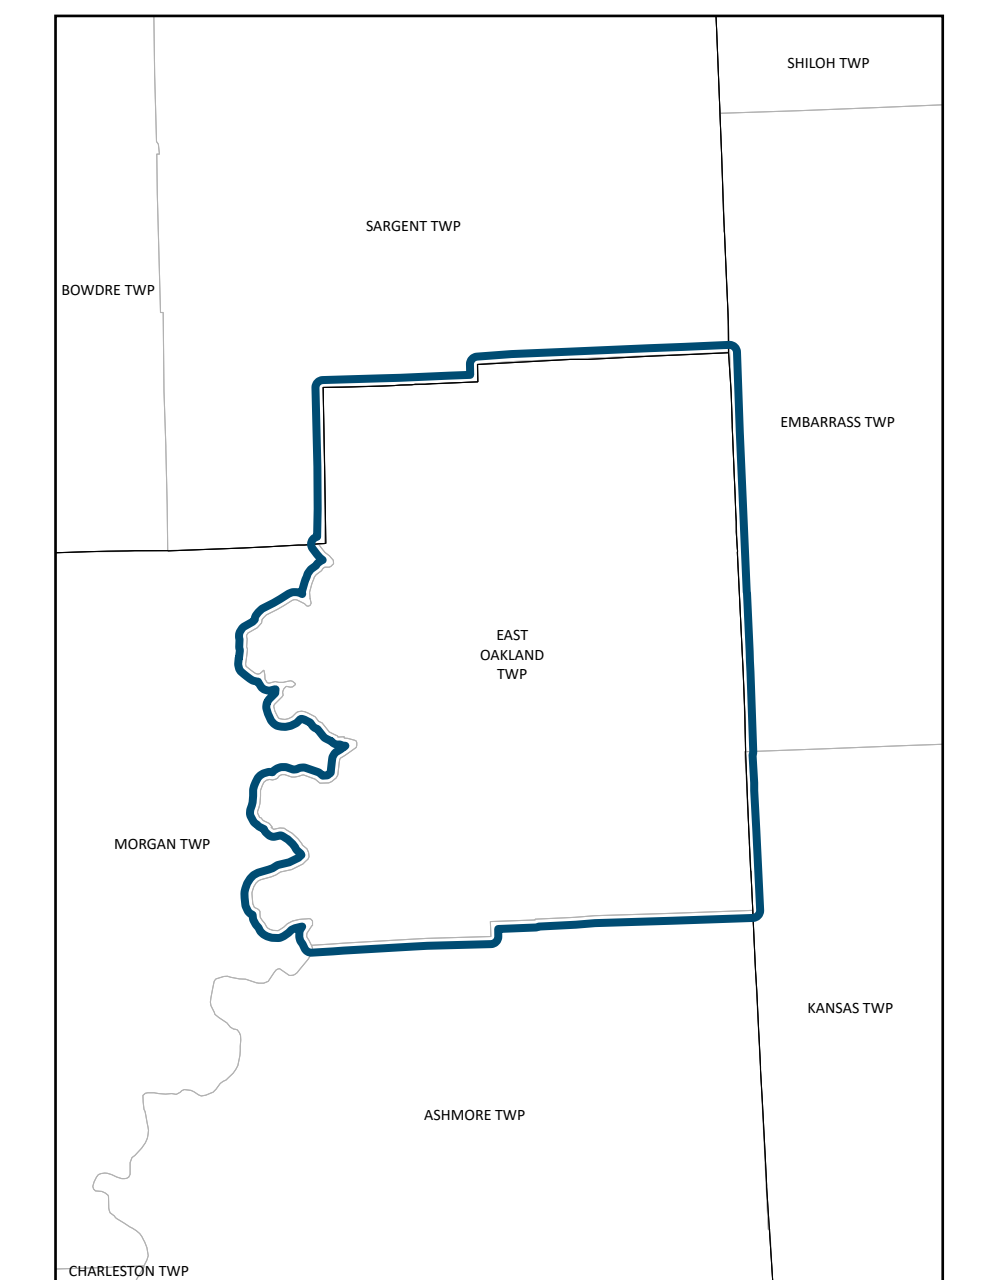 SHILOH TWP
SARGENT TWP
BOWDRE TWP
EMBARRASS TWP
EAST
OAKLAND
TWP
MORGAN TWP
KANSAS TWP
ASHMORE TWP
CHARLESTON TWP